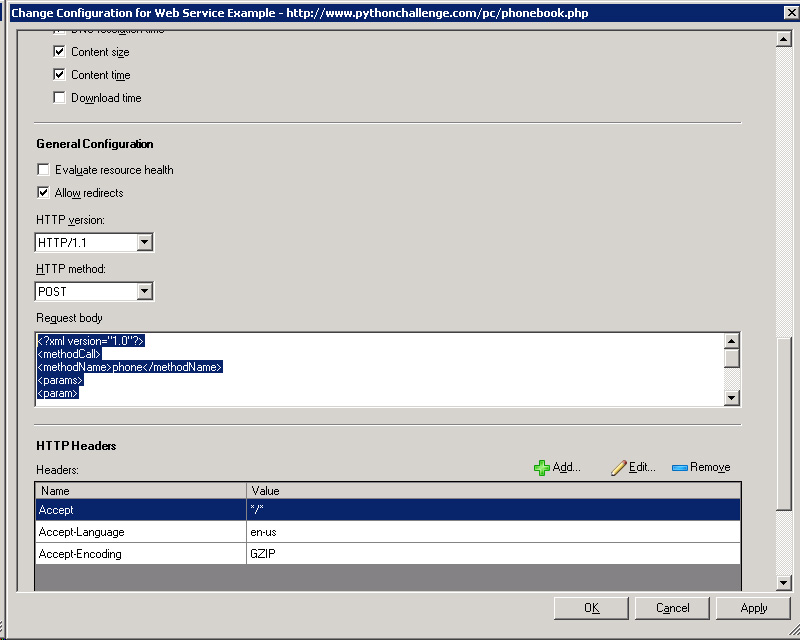 Change Configuration for Web Service Example - http://www.pythonchallenge.com/pc/phonebook.php
Content size
Content time
Download time
General Configuration
Evaluate resource health
Allow redirects
HTTP version:
HTTP/1.1
HTTP method:
POST
Request body
<?xml version="1.0"?>
<methodCall>
<methodName>phone</methodName>
<params>
<param>
HTTP Headers
Headers:
Add...
Edit...
Remove
Name Value
Accept */*
Accept-Language en-us
Accept-Encoding GZIP
OK
Cancel
Apply